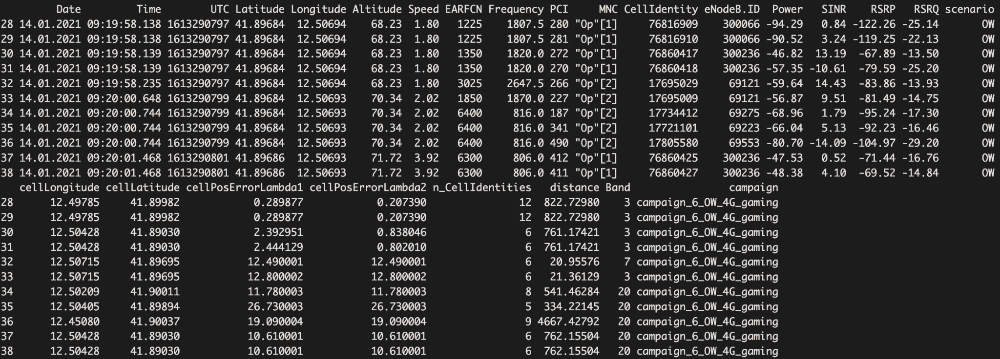 Date Time UTC Latitude Longitude Altitude Speed EARFCN Frequency PCI MNC CellIdentity eNodeB.ID Power SINR RSRP RSRQ scenario
28 14.01.2021 09:19:58.138 1613290797 41.89684 12.50694 68.23 1.80 1225 1807.5 280 "Op"[1] 76816909 300066 -94.29 0.84 -122.26 -25.14 OW
29 14.01.2021 09:19:58.138 1613290797 41.89684 12.50694 68.23 1.80 1225 1807.5 281 "Op"[1] 76816910 300066 -90.52 3.24 -119.25 -22.13 OW
30 14.01.2021 09:19:58.139 1613290797 41.89684 12.50694 68.23 1.80 1350 1820.0 272 "Op"[1] 76860417 300236 -46.82 13.19 -67.89 -13.50 OW
31 14.01.2021 09:19:58.139 1613290797 41.89684 12.50694 68.23 1.80 1350 1820.0 270 "Op"[1] 76860418 300236 -57.35 -10.61 -79.59 -25.20 OW
32 14.01.2021 09:19:58.235 1613290797 41.89684 12.50694 68.23 1.80 3025 2647.5 266 "Op"[2] 17695029 69121 -59.64 14.43 -83.86 -13.93 OW
33 14.01.2021 09:20:00.648 1613290799 41.89684 12.50693 70.34 2.02 1850 1870.0 227 "Op"[2] 17695009 69121 -56.87 9.51 -81.49 -14.75 OW
34 14.01.2021 09:20:00.744 1613290799 41.89684 12.50693 70.34 2.02 6400 816.0 187 "Op"[2] 17734412 69275 -68.96 1.79 -95.24 -17.30 OW
35 14.01.2021 09:20:00.744 1613290799 41.89684 12.50693 70.34 2.02 6400 816.0 341 "Op"[2] 17721101 69223 -66.04 5.13 -92.23 -16.46 OW
36 14.01.2021 09:20:00.744 1613290799 41.89684 12.50693 70.34 2.02 6400 816.0 490 "Op"[2] 17805580 69553 -80.70 -14.09 -104.97 -29.20 OW
37 14.01.2021 09:20:01.468 1613290801 41.89686 12.50693 71.72 3.92 6300 806.0 412 "Op"[1] 76860425 300236 -47.53 0.52 -71.44 -16.76 OW
38 14.01.2021 09:20:01.468 1613290801 41.89686 12.50693 71.72 3.92 6300 806.0 411 "Op"[1] 76860427 300236 -48.38 4.10 -69.52 -14.84 OW
cellLongitude cellLatitude cellPosErrorLambda1 cellPosErrorLambda2 n_CellIdentities distance Band campaign
28 12.49785 41.89982 0.289877 0.207390 12 822.72980 3 campaign_6_OW_4G_gaming
29 12.49785 41.89982 0.289877 0.207390 12 822.72980 3 campaign_6_OW_4G_gaming
30 12.50428 41.89030 2.392951 0.838046 6 761.17421 3 campaign_6_OW_4G_gaming
31 12.50428 41.89030 2.444129 0.802010 6 761.17421 3 campaign_6_OW_4G_gaming
32 12.50715 41.89695 12.490001 12.490001 6 20.95576 7 campaign_6_OW_4G_gaming
33 12.50715 41.89695 12.800002 12.800002 6 21.36129 3 campaign_6_OW_4G_gaming
34 12.50209 41.90011 11.780003 11.780003 8 541.46284 20 campaign_6_OW_4G_gaming
35 12.50405 41.89894 26.730003 26.730003 5 334.22145 20 campaign_6_OW_4G_gaming
36 12.45080 41.90037 19.090004 19.090004 9 4667.42792 20 campaign_6_OW_4G_gaming
37 12.50428 41.89030 10.610001 10.610001 6 762.15504 20 campaign_6_OW_4G_gaming
38 12.50428 41.89030 10.610001 10.610001 6 762.15504 20 campaign_6_OW_4G_gaming